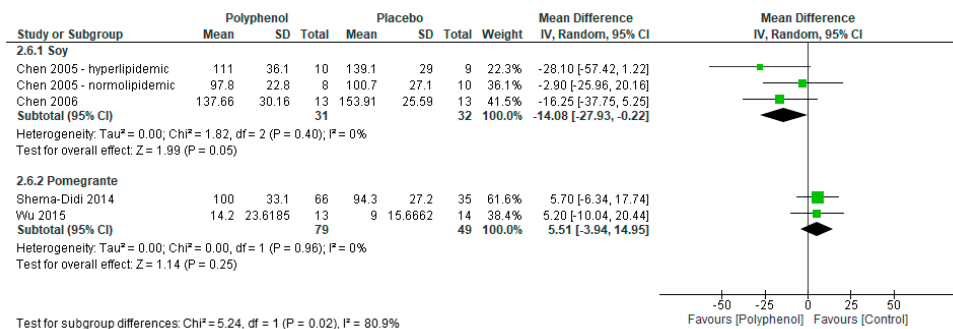 Polyphenol Placebo Mean Difference Mean Difference
Study or Subgroup Mean SD Total Mean SD Total Weight IV, Random, 95% CI IV, Random, 95% CI
2.6.1 Soy
Chen 2005 - hyperlipidemic 111 36.1 10 139.1 29 9 22.3% -28.10 [-57.42, 1.22]
Chen 2005 - normolipidemic 97.8 22.8 8 100.7 27.1 10 36.1% -2.90 [-25.96, 20.16]
Chen 2006 137.66 30.16 13 153.91 25.59 13 41.5% -16.25 [-37.75, 5.25]
Subtotal (95% CI) 31 32 100.0% -14.08 [-27.93, -0.22]
Heterogeneity: Tau² = 0.00; Chi² = 1.82, df = 2 (P = 0.40); I² = 0%
Test for overall effect: Z = 1.99 (P = 0.05)
2.6.2 Pomegrante
Shema-Didi 2014 100 33.1 66 94.3 27.2 35 61.6% 5.70 [-6.34, 17.74]
Wu 2015 14.2 23.6185 13 9 15.6662 14 38.4% 5.20 [-10.04, 20.44]
Subtotal (95% CI) 79 49 100.0% 5.51 [-3.94, 14.95]
Heterogeneity: Tau² = 0.00; Chi² = 0.00, df = 1 (P = 0.96); I² = 0%
Test for overall effect: Z = 1.14 (P = 0.25)
-50 -25 0 25 50
Favours [Polyphenol] Favours [Control]
Test for subgroup differences: Chi² = 5.24, df = 1 (P = 0.02), I² = 80.9%